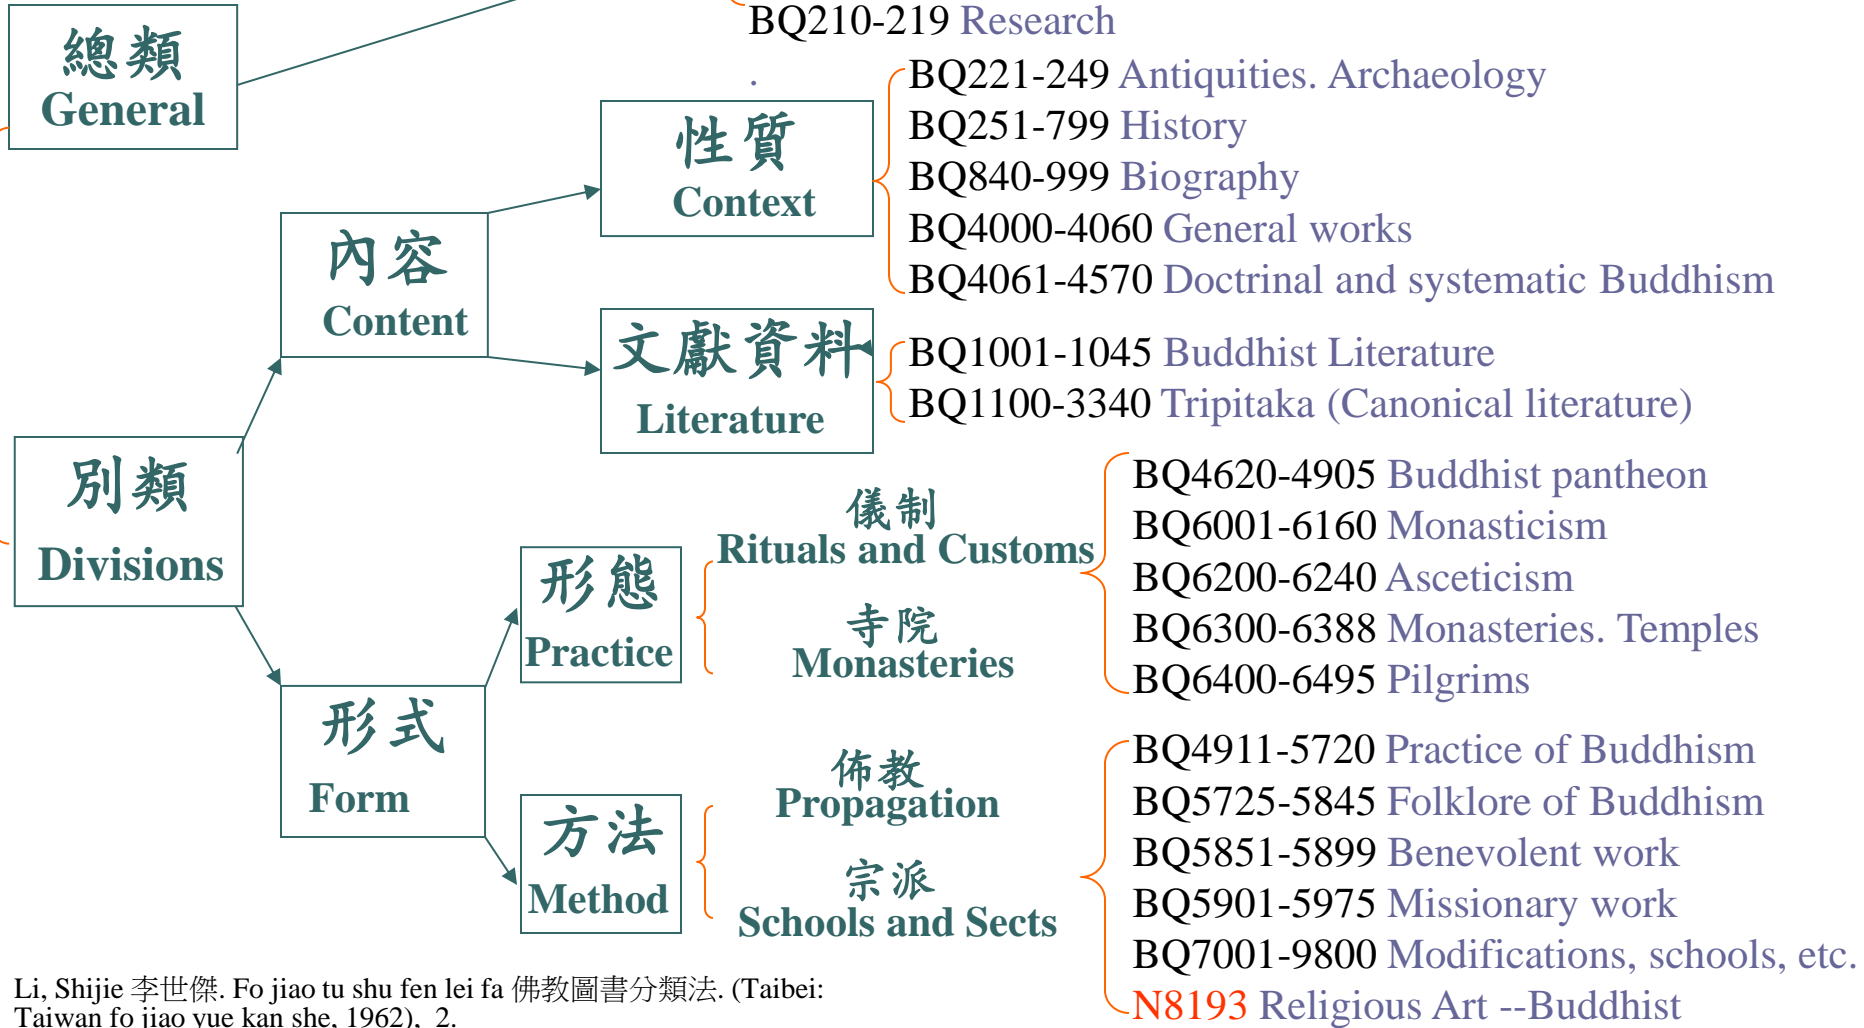 總類
General
BQ210-219 Research
.
性質
Context
BQ221-249 Antiquities. Archaeology
BQ251-799 History
BQ840-999 Biography
BQ4000-4060 General works
BQ4061-4570 Doctrinal and systematic Buddhism
內容
Content
文獻資料
Literature
BQ1001-1045 Buddhist Literature
BQ1100-3340 Tripitaka (Canonical literature)
別類
Divisions
形態
Practice
儀制
Rituals and Customs
寺院
Monasteries
BQ4620-4905 Buddhist pantheon
BQ6001-6160 Monasticism
BQ6200-6240 Asceticism
BQ6300-6388 Monasteries. Temples
BQ6400-6495 Pilgrims
形式
Form
方法
Method
佈教
Propagation
宗派
Schools and Sects
BQ4911-5720 Practice of Buddhism
BQ5725-5845 Folklore of Buddhism
BQ5851-5899 Benevolent work
BQ5901-5975 Missionary work
BQ7001-9800 Modifications, schools, etc.
N8193 Religious Art --Buddhist
Li, Shijie 李世傑. Fo jiao tu shu fen lei fa 佛教圖書分類法. (Taibei:
Taiwan fo jiao yue kan she, 1962), 2.